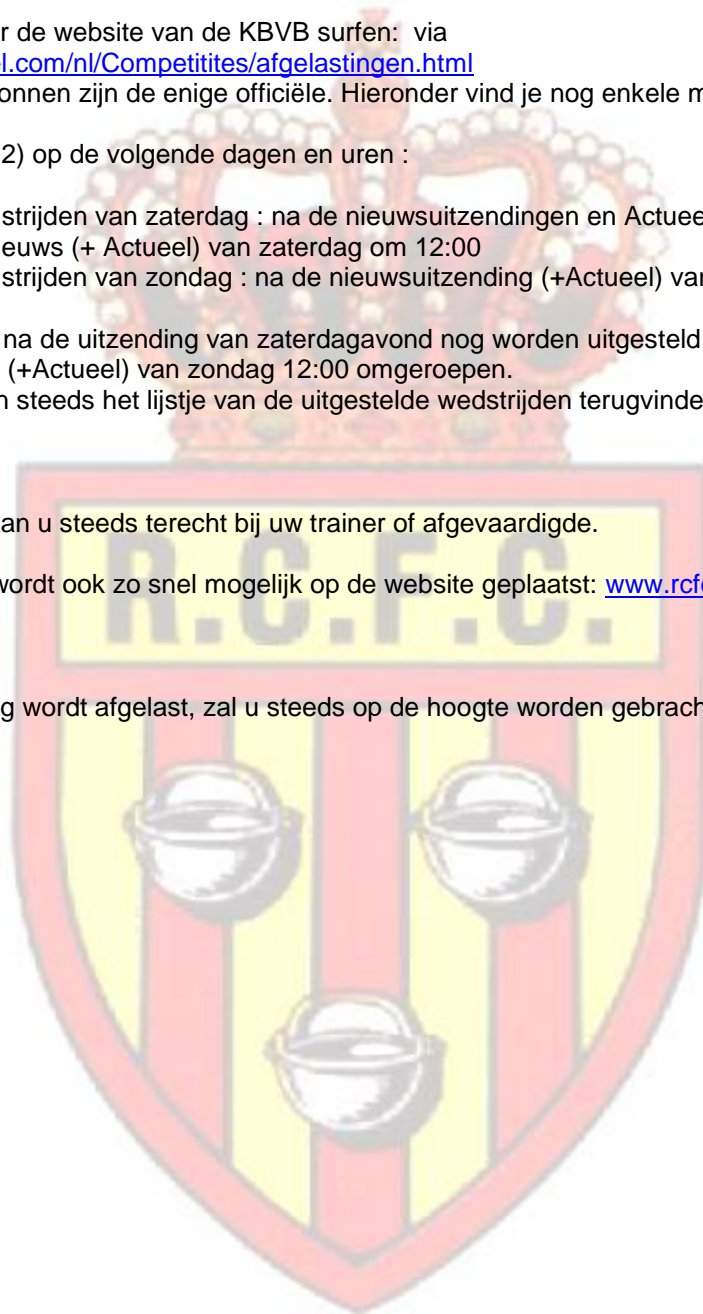 r de website van de KBVB surfen: via
el.com/nl/Competitites/afgelastingen.html
onnen zijn de enige officiële. Hieronder vind je nog enkele m
2) op de volgende dagen en uren :
strijden van zaterdag : na de nieuwsuitzendingen en Actuee
euws (+ Actueel) van zaterdag om 12:00
strijden van zondag : na de nieuwsuitzending (+Actueel) van
na de uitzending van zaterdagavond nog worden uitgesteld
(+Actueel) van zondag 12:00 omgeroepen.
n steeds het lijstje van de uitgestelde wedstrijden terugvinde
an u steeds terecht bij uw trainer of afgevaardigde.
wordt ook zo snel mogelijk op de website geplaatst: www.rcf
R.C.F.C.
g wordt afgelast, zal u steeds op de hoogte worden gebrach